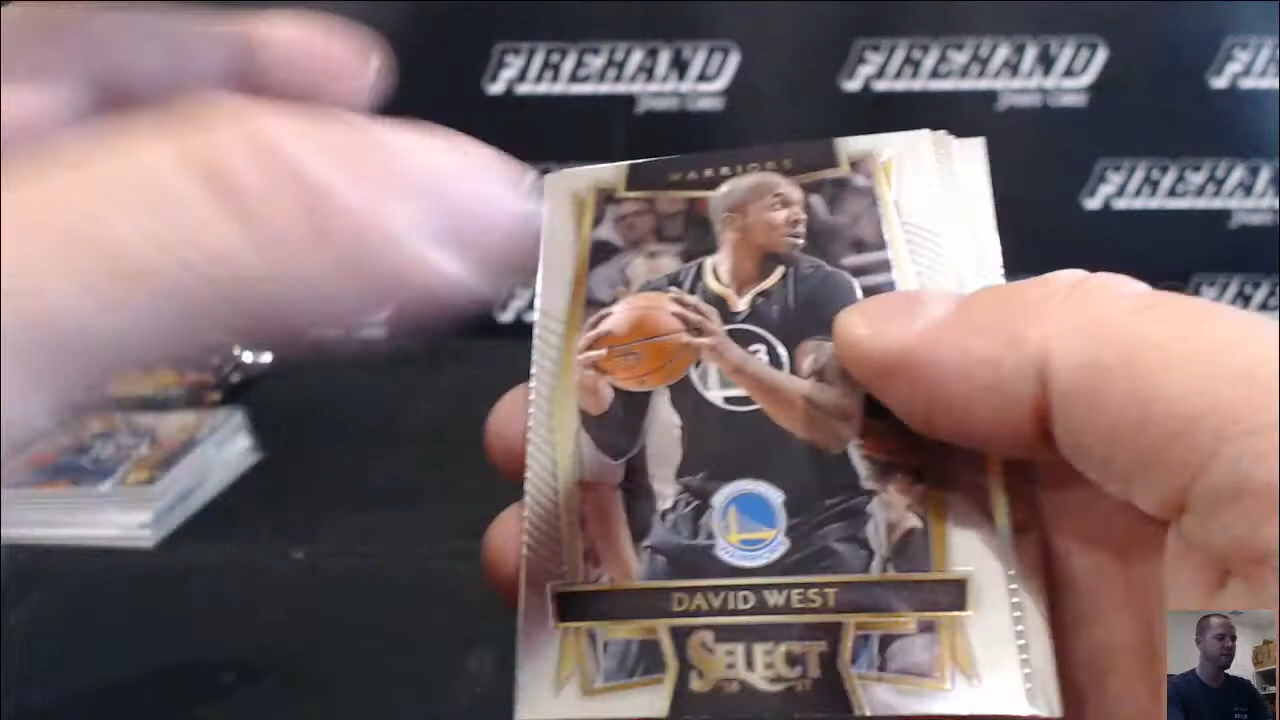 FIREHAND
FIREHAND
WARRIORS
DAVID WEST
SELECT